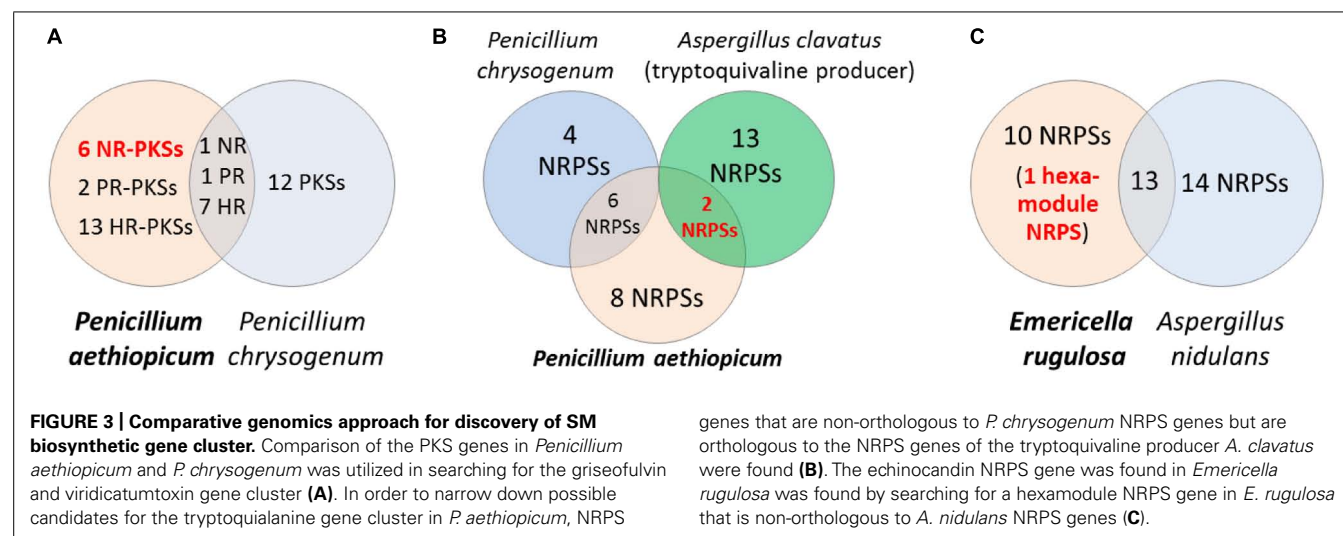 A
6 NR-PKSs
2 PR-PKSs
13 HR-PKSs
1 NR
1 PR
7 HR
12 PKSs
Penicillium
aethiopicum
Penicillium
chrysogenum
B
Penicillium
chrysogenum
Aspergillus clavatus
(tryptoquivaline producer)
4
NRPSs
13
NRPSs
6
NRPSs
2
NRPSs
8 NRPSs
Penicillium aethiopicum
C
10 NRPSs
(1 hexa-
module
NRPS)
13
14 NRPSs
Emericella
rugulosa
Aspergillus
nidulans
FIGURE 3 | Comparative genomics approach for discovery of SM
biosynthetic gene cluster. Comparison of the PKS genes in Penicillium
aethiopicum and P. chrysogenum was utilized in searching for the griseofulvin
and viridicatumtoxin gene cluster (A). In order to narrow down possible
candidates for the tryptoquialanine gene cluster in P. aethiopicum, NRPS
genes that are non-orthologous to P. chrysogenum NRPS genes but are
orthologous to the NRPS genes of the tryptoquivaline producer A. clavatus
were found (B). The echinocandin NRPS gene was found in Emericella
rugulosa was found by searching for a hexamodule NRPS gene in E. rugulosa
that is non-orthologous to A. nidulans NRPS genes (C).